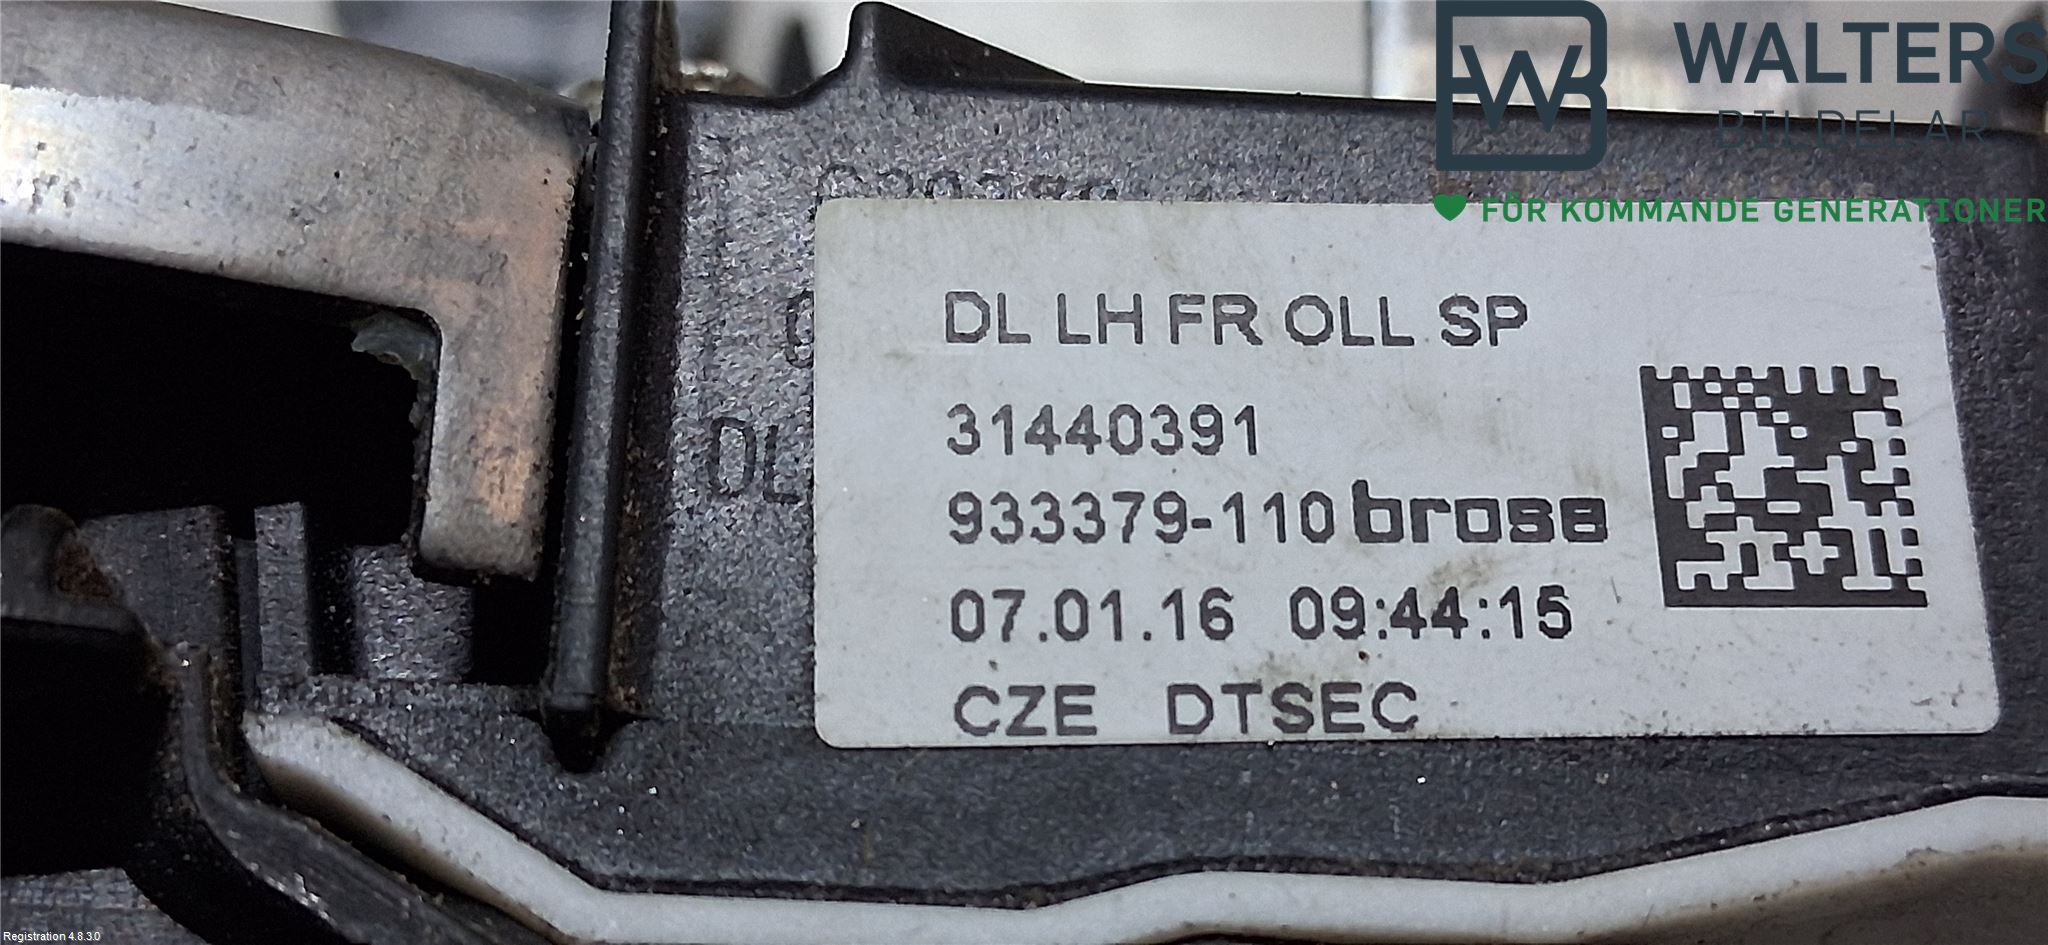 WALTERS
BILDELAR
FÖR KOMMANDE GENERATIONER
DL LH FR OLL SP
31440391
933379-110 brose
07.01.16 09:44:15
CZE DTSEC
DL
Registration 4.8.3.0